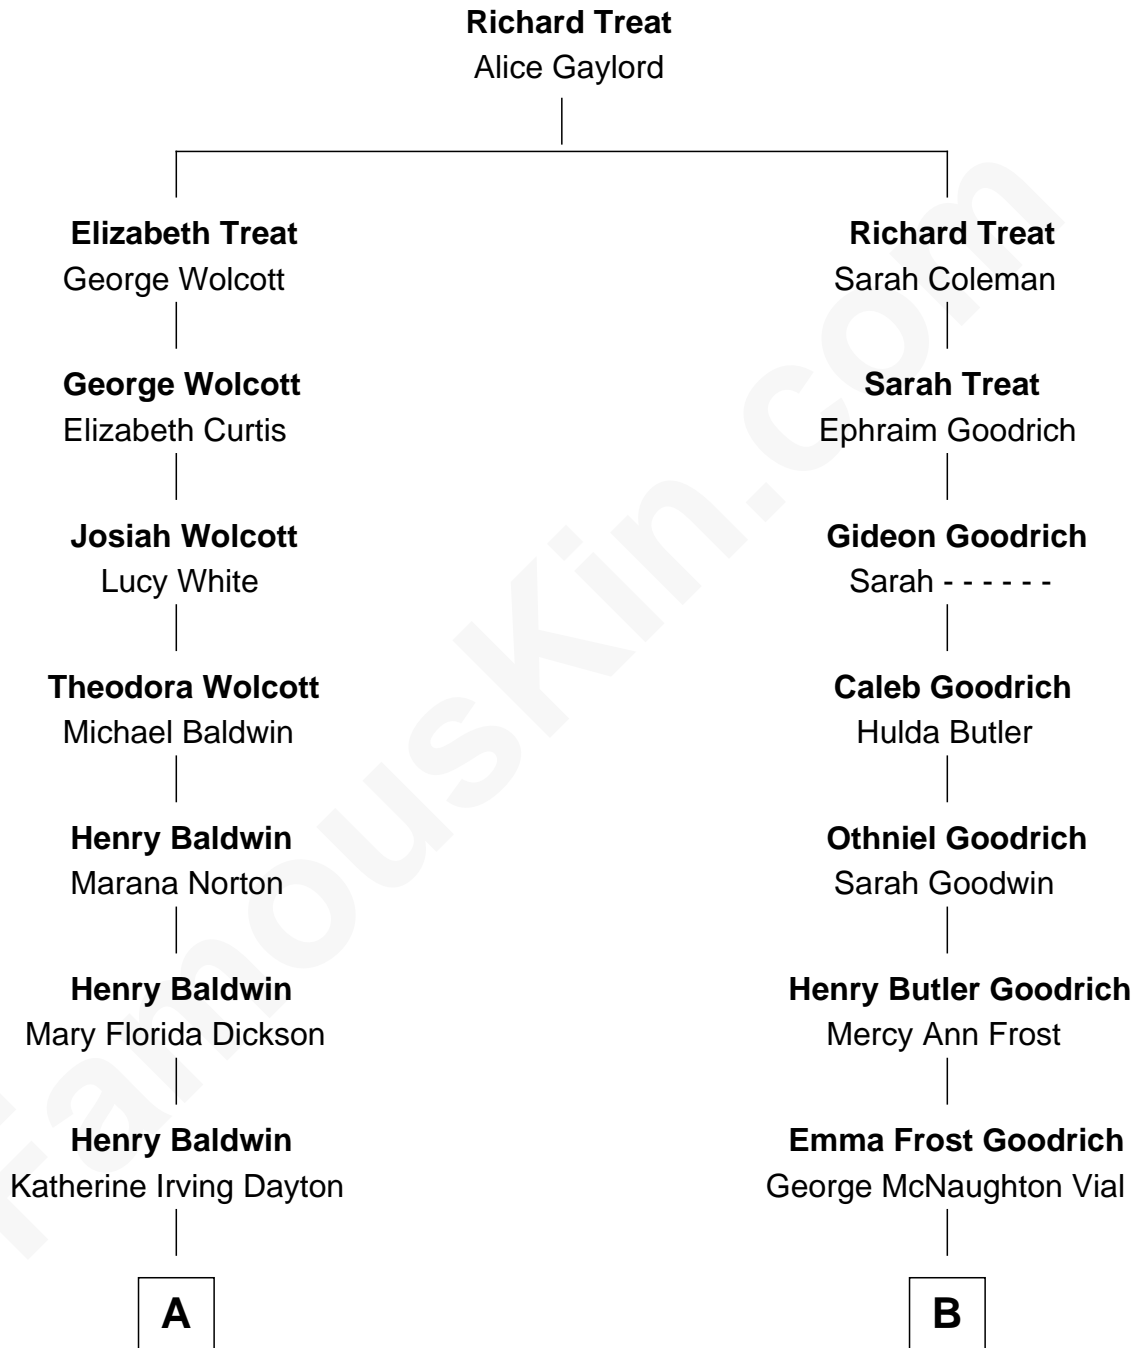 Richard Treat
Alice Gaylord
Elizabeth Treat
George Wolcott
Richard Treat
Sarah Coleman
George Wolcott
Elizabeth Curtis
Sarah Treat
Ephraim Goodrich
Josiah Wolcott
Lucy White
Gideon Goodrich
Sarah - - - - - -
Theodora Wolcott
Michael Baldwin
Caleb Goodrich
Hulda Butler
Henry Baldwin
Marana Norton
Othniel Goodrich
Sarah Goodwin
Henry Baldwin
Mary Florida Dickson
Henry Butler Goodrich
Mercy Ann Frost
Henry Baldwin
Katherine Irving Dayton
Emma Frost Goodrich
George McNaughton Vial
A
B
FamousKin.com